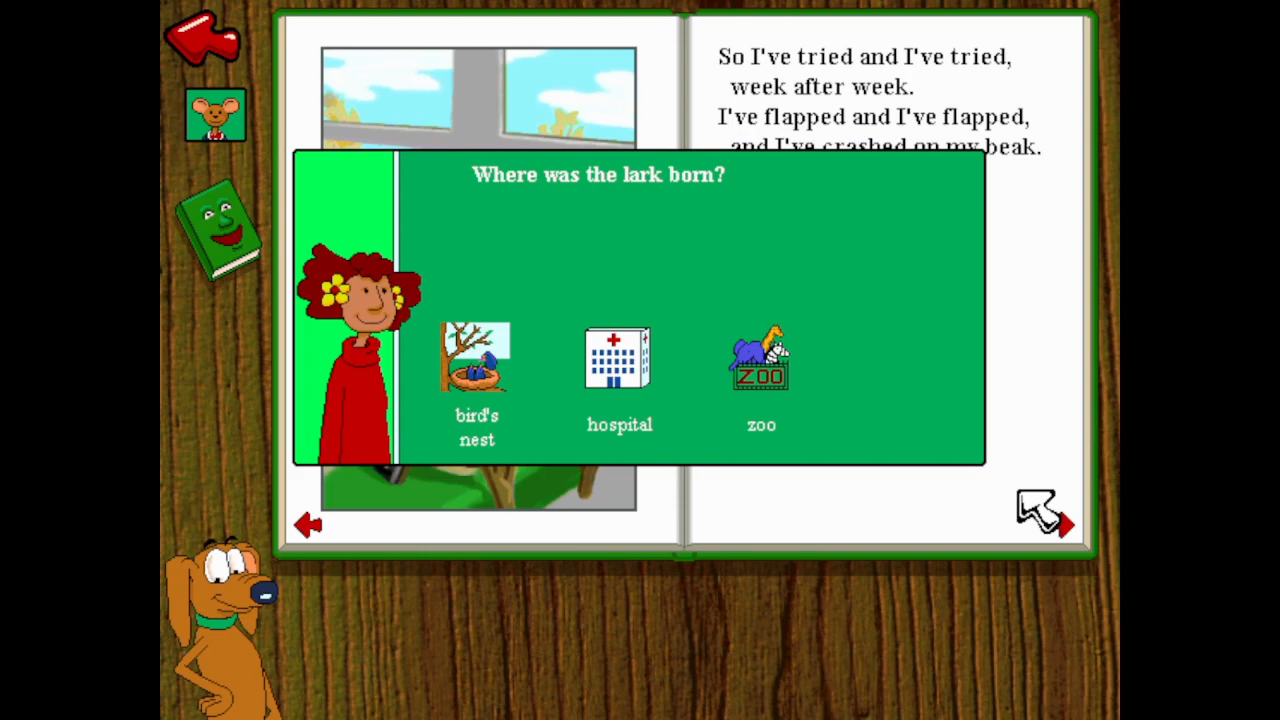 So I've tried and I've tried,
week after week.
I've flapped and I've flapped,
and I've crashed on my beak.
Where was the lark born?
ZOO
bird's
nest
hospital
zoo